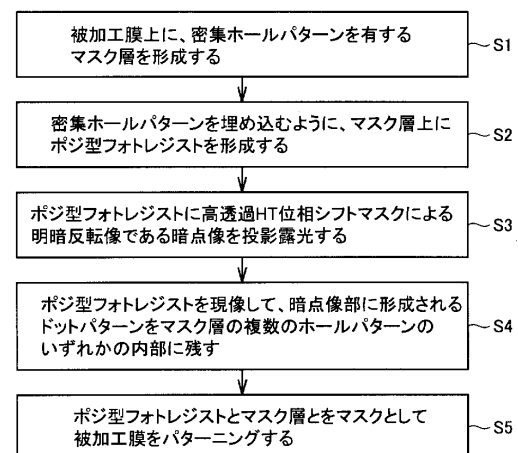 被加工膜上に、密集ホールパターンを有する
マスク層を形成する
S1
密集ホールパターンを埋め込むように、マスク層上に
ポジ型フォトレジストを形成する
S2
ポジ型フォトレジストに高透過HT位相シフトマスクによる
明暗反転像である暗点像を投影露光する
S3
ポジ型フォトレジストを現像して、暗点像部に形成される
ドットパターンをマスク層の複数のホールパターンの
いずれかの内部に残す
S4
ポジ型フォトレジストとマスク層とをマスクとして
被加工膜をパターニングする
S5